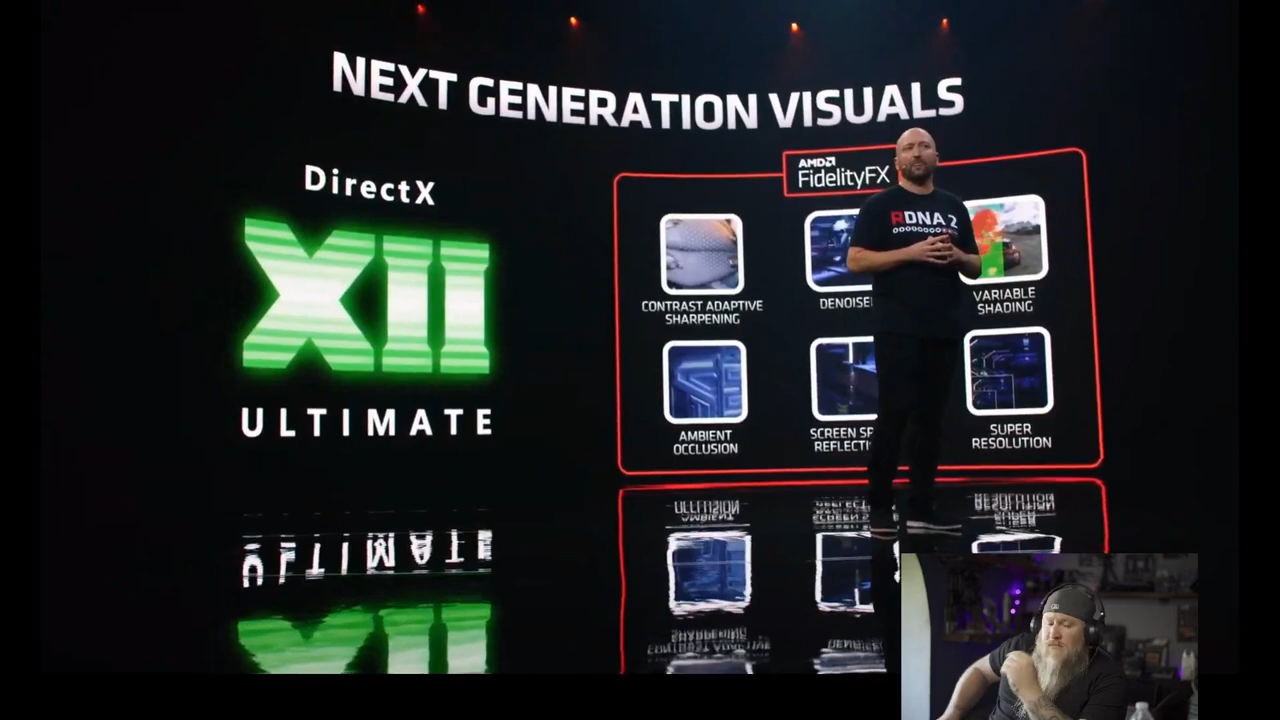 NEXT GENERATION VISUALS
DirectX
XII
ULTIMATE
AMD
FidelityFX
RDNA 2
CONTRAST ADAPTIVE
SHARPENING
VARIABLE
SHADING
AMBIENT
OCCLUSION
SCREEN
SUPER
RESOLUTION